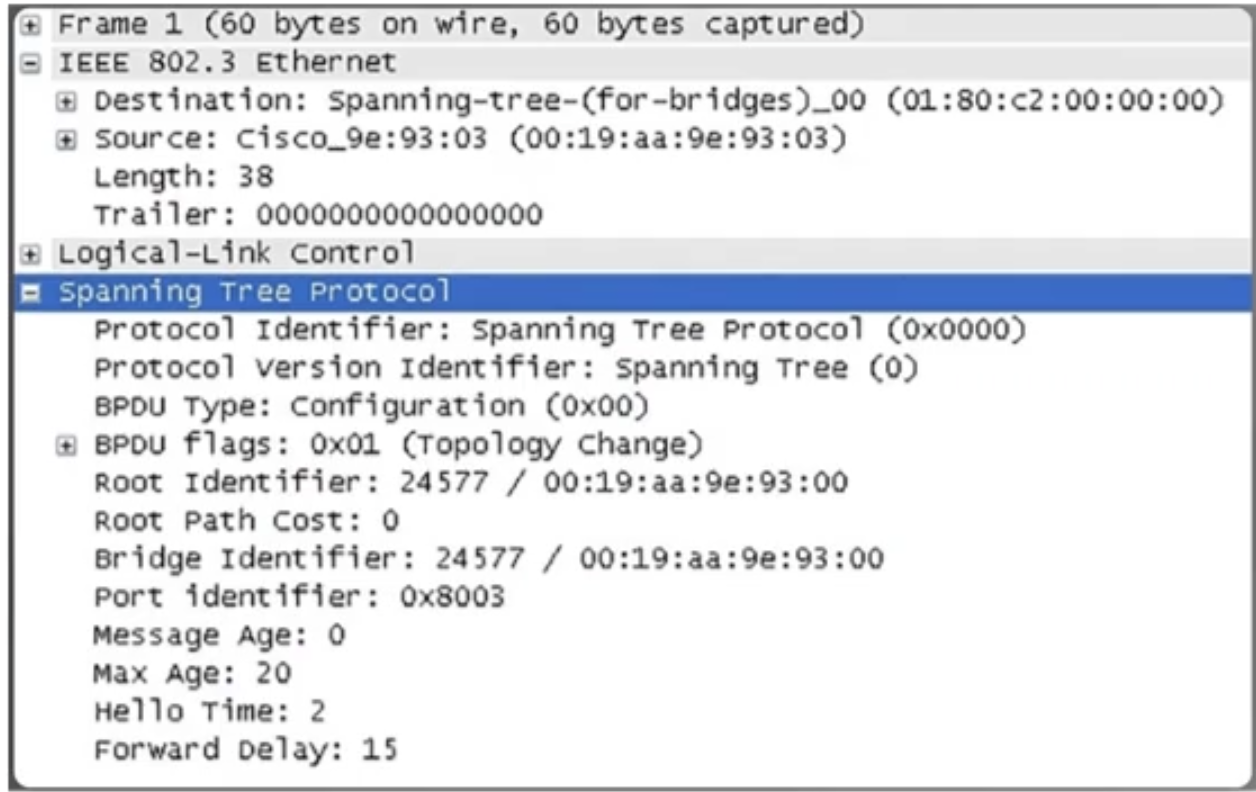 Frame 1 (60 bytes on wire, 60 bytes captured)
IEEE 802.3 Ethernet
Destination: Spanning-tree-(for-bridges)_00 (01:80:c2:00:00:00)
Source: Cisco_9e:93:03 (00:19:aa:9e:93:03)
Length: 38
Trailer: 0000000000000000
Logical-Link Control
Spanning Tree Protocol
Protocol Identifier: Spanning Tree Protocol (0x0000)
Protocol Version Identifier: Spanning Tree (0)
BPDU Type: Configuration (0x00)
BPDU flags: 0x01 (Topology Change)
Root Identifier: 24577 / 00:19:aa:9e:93:00
Root Path Cost: 0
Bridge Identifier: 24577 / 00:19:aa:9e:93:00
Port identifier: 0x8003
Message Age: 0
Max Age: 20
Hello Time: 2
Forward Delay: 15